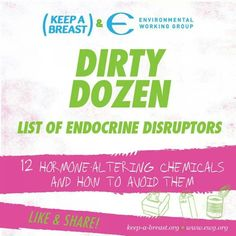 (KEEP A BREAST) & ENVIRONMENTAL WORKING GROUP
DIRTY
DOZEN
LIST OF ENDOCRINE DISRUPTORS
12 HORMONE-ALTERING CHEMICALS
AND HOW TO AVOID THEM
LIKE & SHARE!
keep-a-breast.org • www.ewg.org